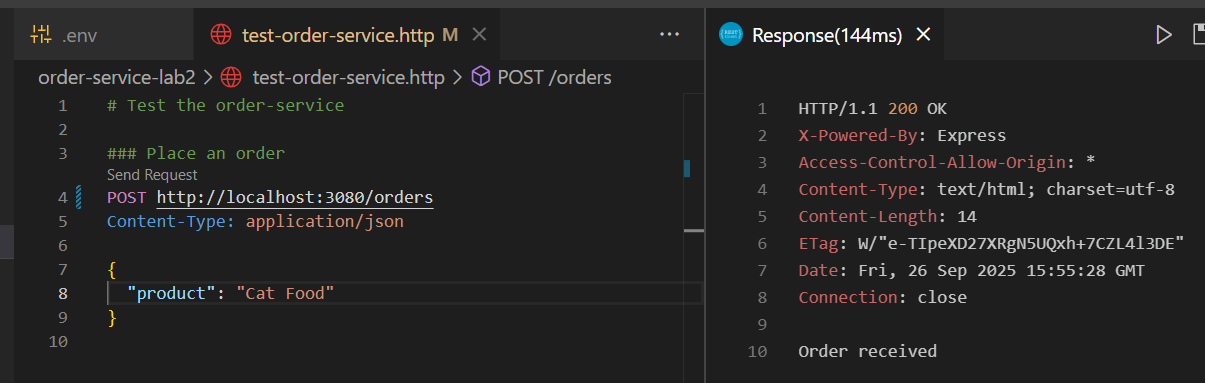 .env
test-order-service.http M
Response(144ms)
order-service-lab2 > test-order-service.http > POST /orders
1 # Test the order-service
2
3 ### Place an order
Send Request
4 POST http://localhost:3080/orders
5 Content-Type: application/json
6
7 {
8 "product": "Cat Food"
9 }
10
1 HTTP/1.1 200 OK
2 X-Powered-By: Express
3 Access-Control-Allow-Origin: *
4 Content-Type: text/html; charset=utf-8
5 Content-Length: 14
6 ETag: W/"e-TIpeXD27XRgN5UQxh+7CZL4l3DE"
7 Date: Fri, 26 Sep 2025 15:55:28 GMT
8 Connection: close
9
10 Order received